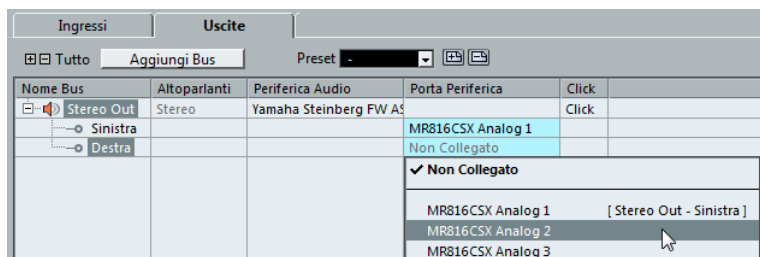 Ingressi Uscite
Tutto Aggiungi Bus Preset -
Nome Bus Altoparlanti Periferica Audio Porta Periferica Click
Stereo Out Stereo Yamaha Steinberg FW AS Click
Sinistra MR816CSX Analog 1
Destra Non Collegato
Non Collegato
MR816CSX Analog 1 [ Stereo Out - Sinistra ]
MR816CSX Analog 2
MR816CSX Analog 3